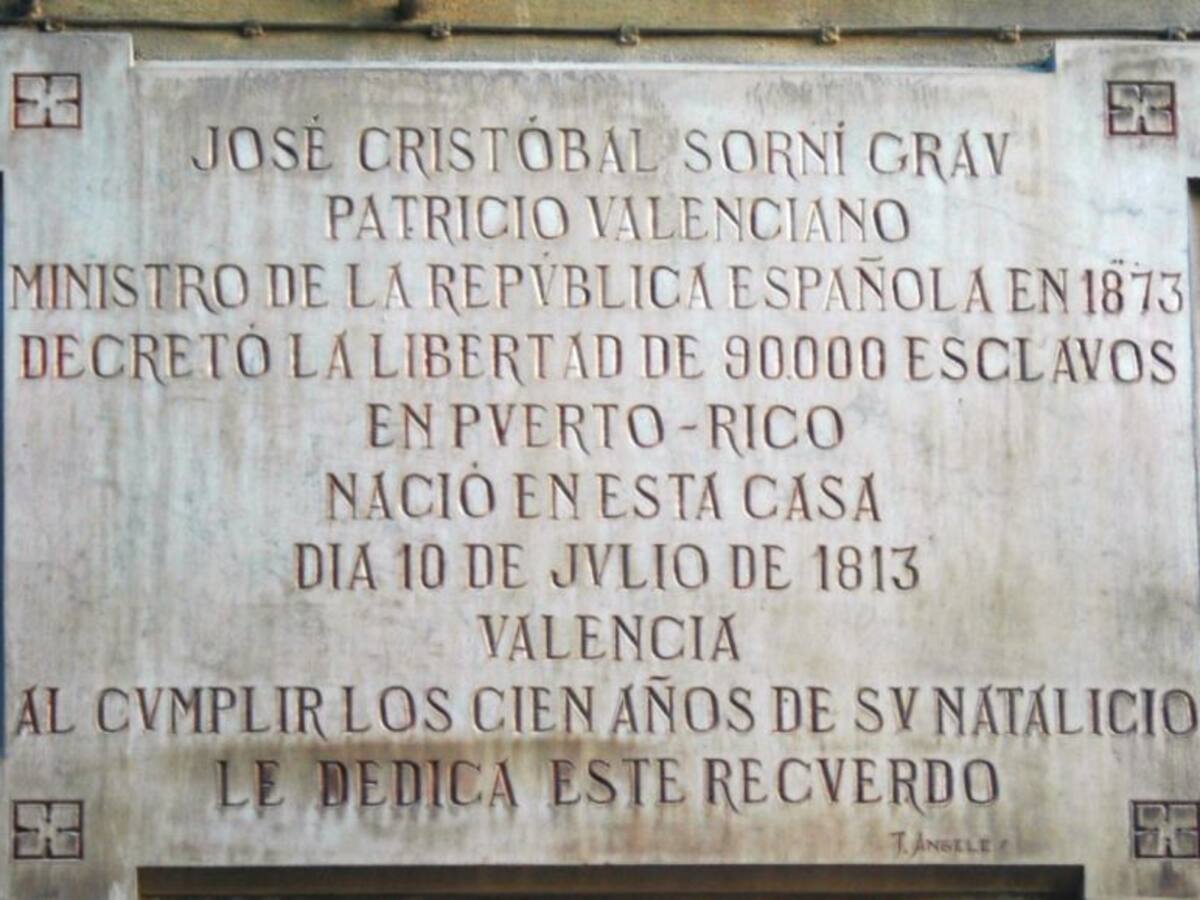 JOSÉ CRISTÓBAL SORNÍ GRAV
PATRICIO VALENCIANO
MINISTRO DE LA REPVBLICA ESPAÑOLA EN 1873
DECRETÓ LA LIBERTAD DE 90.000 ESCLAVOS
EN PVERTO-RICO
NACIÓ EN ESTA CASA
DIA 10 DE JVLIO DE 1813
VALENCIA
AL CVMPLIR LOS CIEN AÑOS DE SV NATALICIO
LE DEDICA ESTE RECVERDO